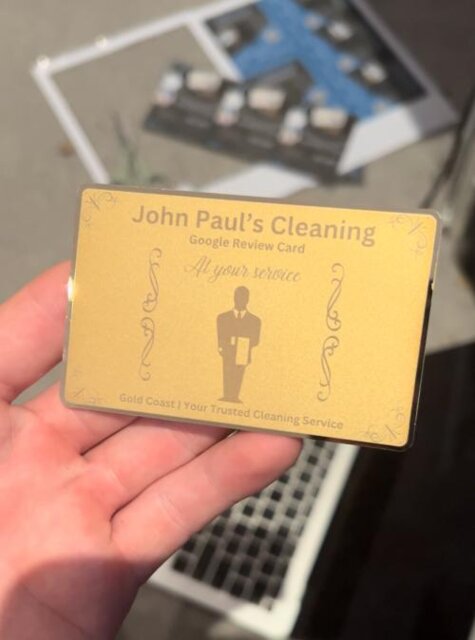 John Paul's Cleaning
Google Review Card
At your service
Gold Coast | Your Trusted Cleaning Service